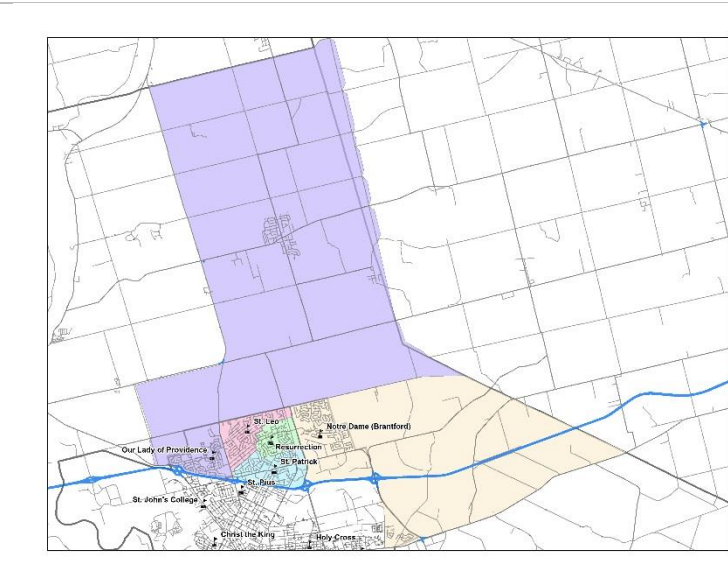 St. Leo
Notre Dame (Brantford)
Resurrection
Our Lady of Providence
St. Patrick
St. Pius
St. John's College
Christ the King
Holy Cross